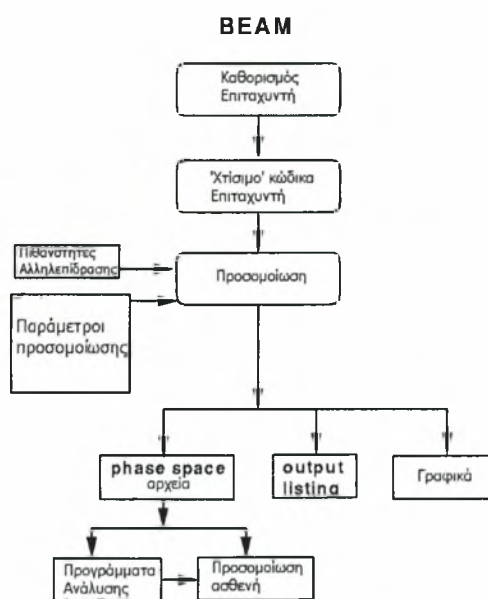 BEAM
Καθορισμός
Επιταχυντή
'Χτίσιμο' κώδικα
Επιταχυντή
Πιθανότητες
Αλληλεπίδρασης
Προσομοίωση
Παράμετροι
προσομοίωσης
phase space
αρχεία
output
listing
Γραφικά
Προγράμματα
Ανάλυσης
Προσομοίωση
ασθενή